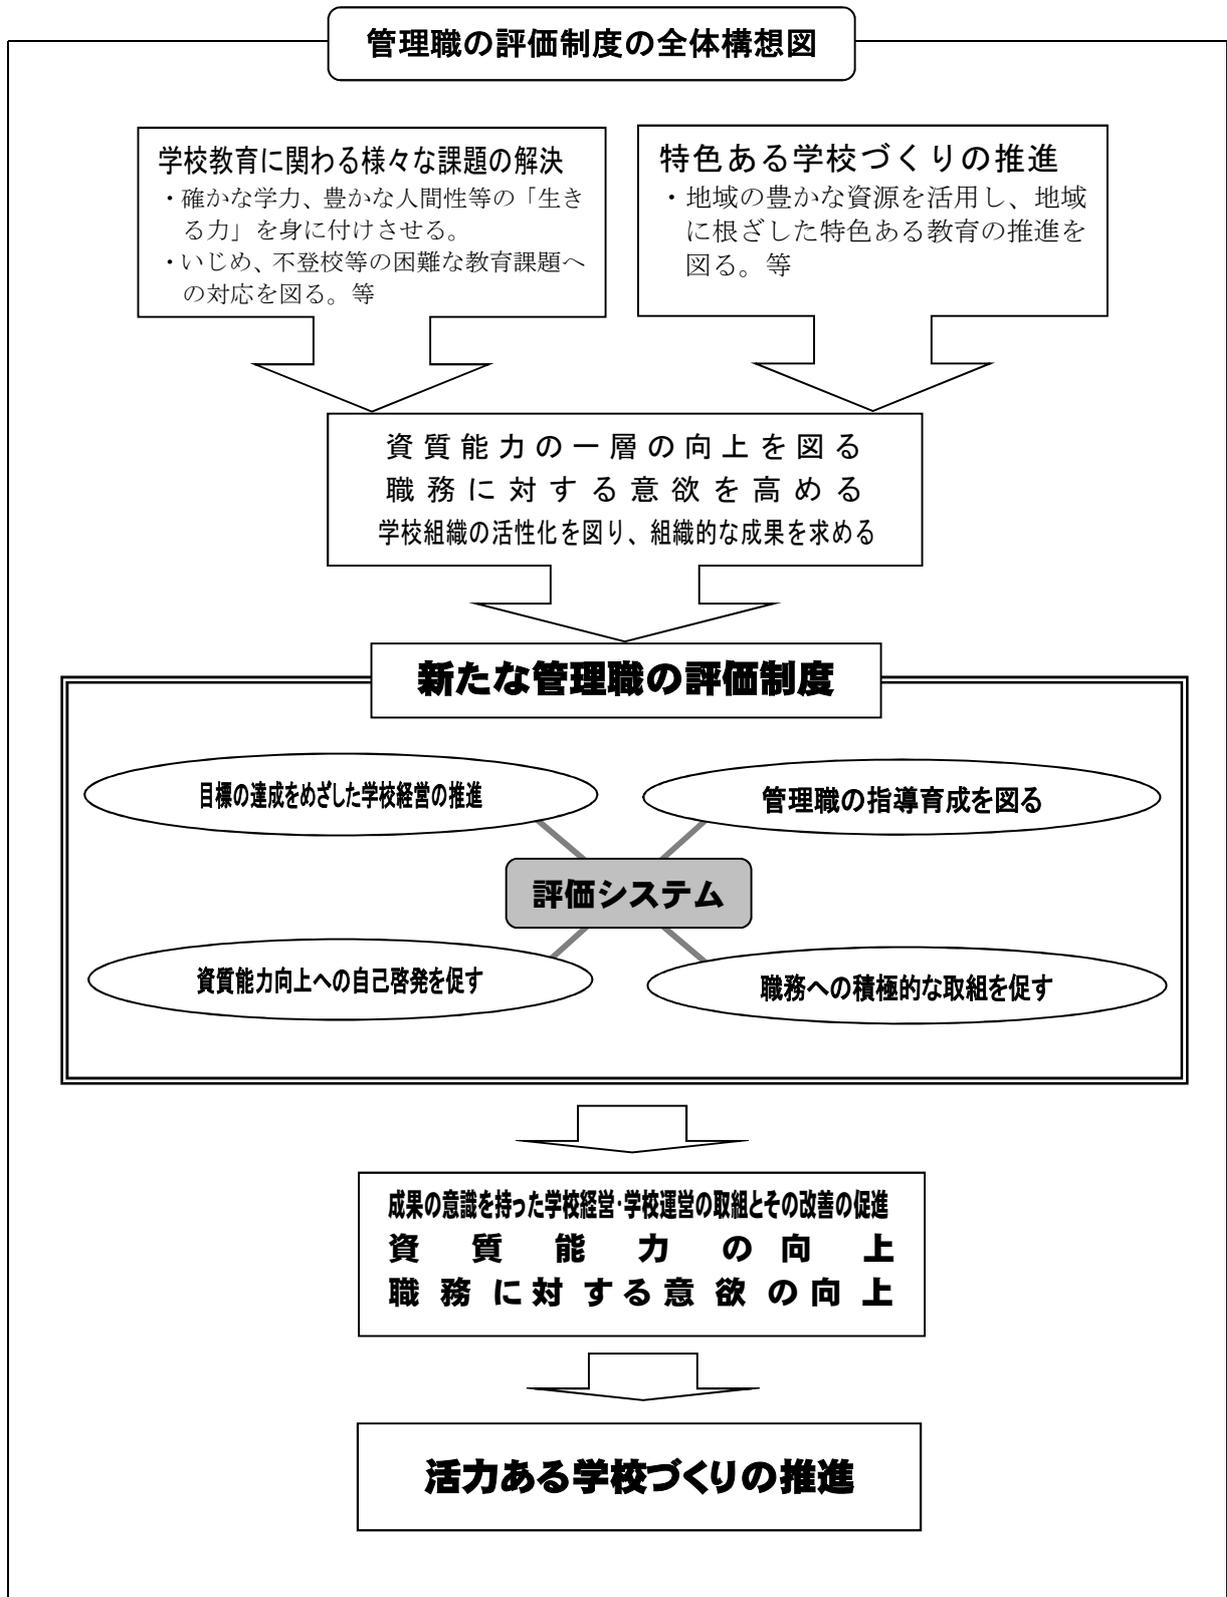 管理職の評価制度の全体構想図
学校教育に関わる様々な課題の解決
・確かな学力、豊かな人間性等の「生き
る力」を身に付けさせる。
・いじめ、不登校等の困難な教育課題へ
の対応を図る。等
特色ある学校づくりの推進
・地域の豊かな資源を活用し、地域
に根ざした特色ある教育の推進を
図る。等
資質能力の一層の向上を図る
職務に対する意欲を高める
学校組織の活性化を図り、組織的な成果を求める
新たな管理職の評価制度
目標の達成をめざした学校経営の推進
管理職の指導育成を図る
評価システム
資質能力向上への自己啓発を促す
職務への積極的な取組を促す
成果の意識を持った学校経営・学校運営の取組とその改善の促進
資質能力の向上
職務に対する意欲の向上
活力ある学校づくりの推進